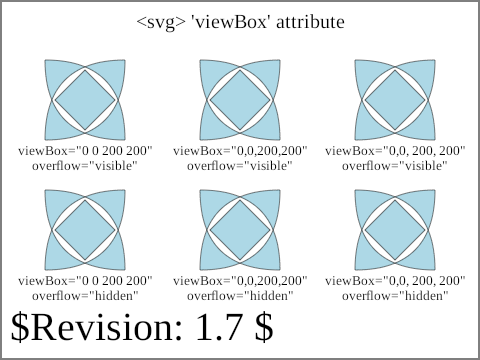 <svg> 'viewBox' attribute
viewBox="0 0 200 200" viewBox="0,0,200,200" viewBox="0,0, 200, 200"
overflow="visible" overflow="visible" overflow="visible"
viewBox="0 0 200 200" viewBox="0,0,200,200" viewBox="0,0, 200, 200"
overflow="hidden" overflow="hidden" overflow="hidden"
$Revision: 1.7 $